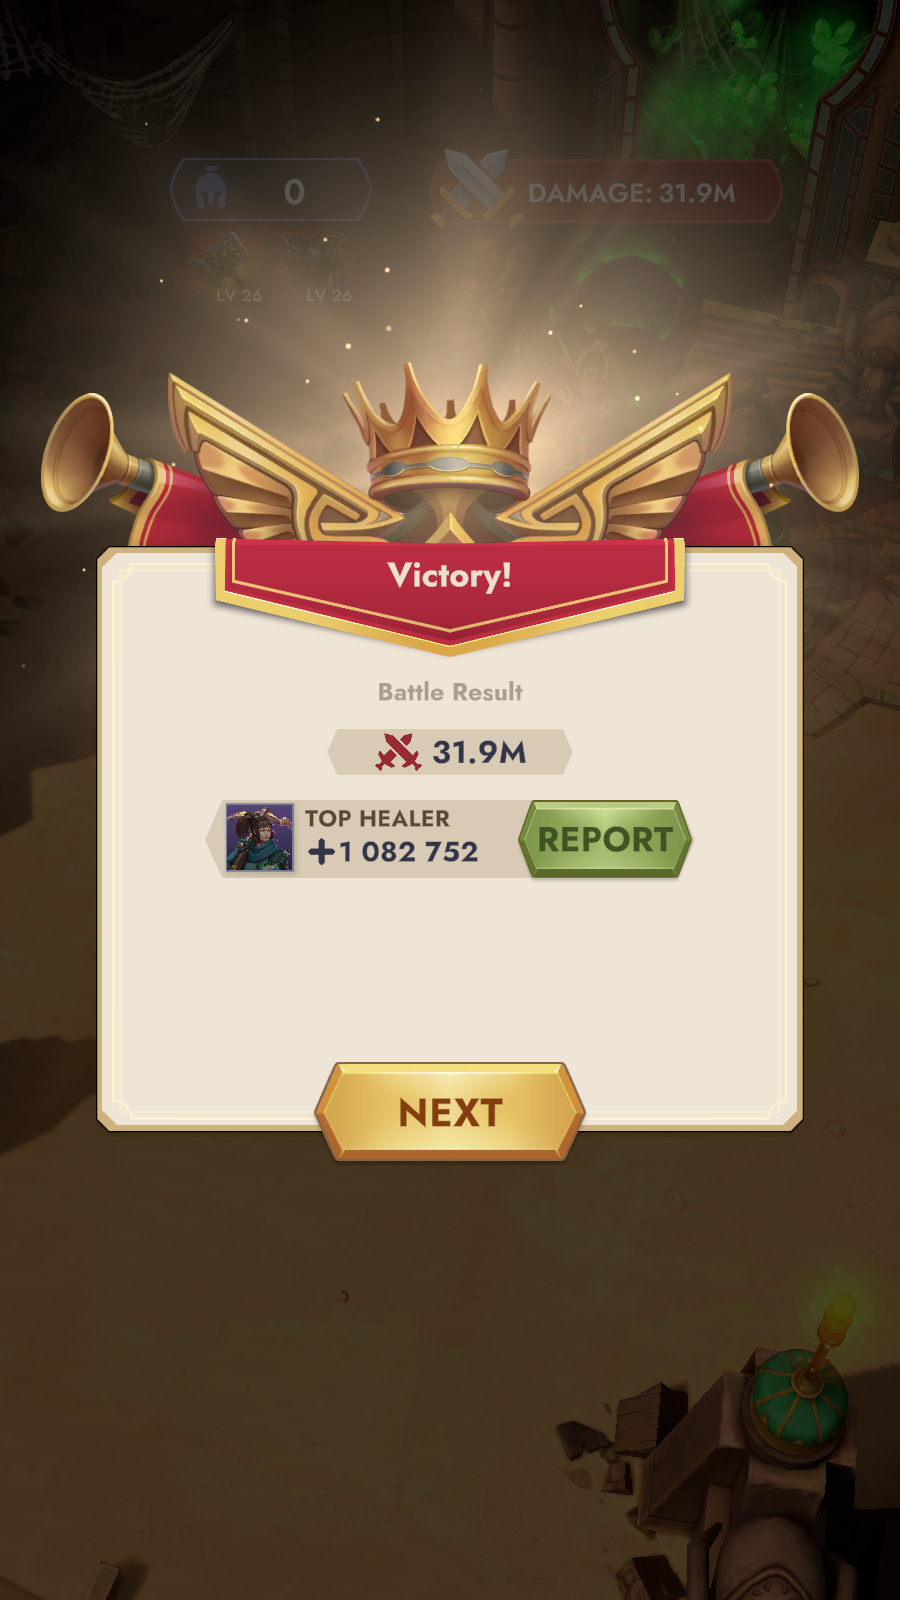 0
DAMAGE: 31.9M
LV 26 LV 26
Victory!
Battle Result
31.9M
TOP HEALER
+1 082 752
REPORT
NEXT